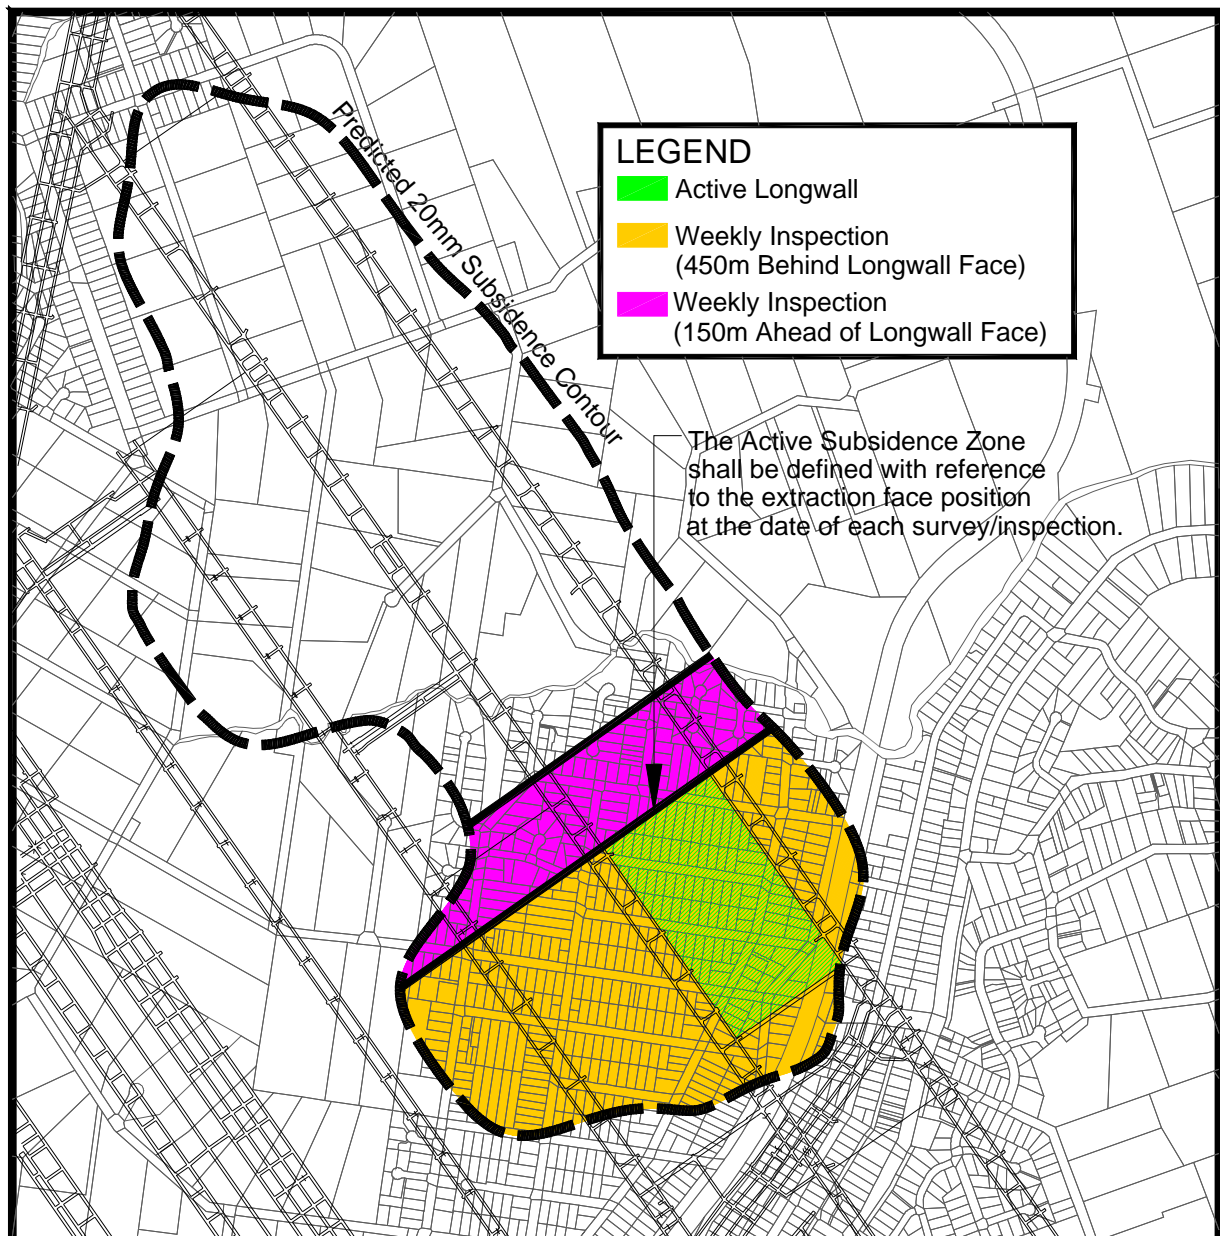 LEGEND
Active Longwall
Weekly Inspection
(450m Behind Longwall Face)
Weekly Inspection
(150m Ahead of Longwall Face)
Predicted 20mm Subsidence Contour
The Active Subsidence Zone
shall be defined with reference
to the extraction face position
at the date of each survey/inspection.